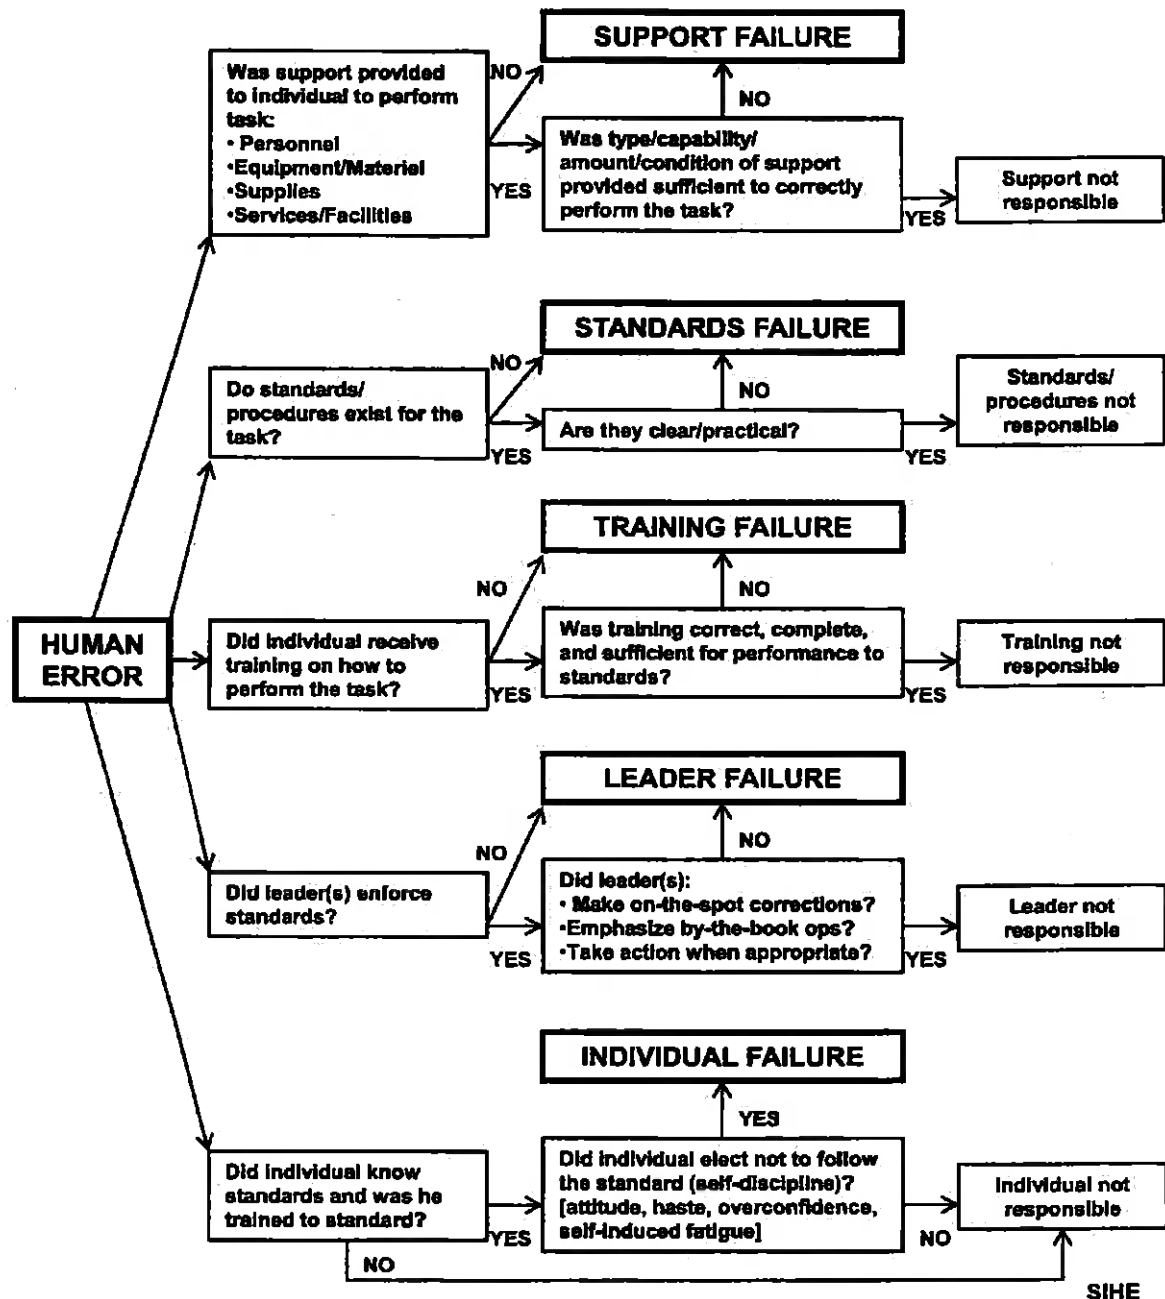 SUPPORT FAILURE
Was support provided
to individual to perform
task:
• Personnel
•Equipment/Materiel
•Supplies
•Services/Facilities
NO
NO
YES
Was type/capability/
amount/condition of support
provided sufficient to correctly
perform the task?
YES
Support not
responsible
STANDARDS FAILURE
Do standards/
procedures exist for the
task?
NO
NO
YES
Are they clear/practical?
YES
Standards/
procedures not
responsible
TRAINING FAILURE
HUMAN
ERROR
Did individual receive
training on how to
perform the task?
NO
NO
YES
Was training correct, complete,
and sufficient for performance to
standards?
YES
Training not
responsible
LEADER FAILURE
Did leader(s) enforce
standards?
NO
NO
YES
Did leader(s):
• Make on-the-spot corrections?
•Emphasize by-the-book ops?
•Take action when appropriate?
YES
Leader not
responsible
INDIVIDUAL FAILURE
YES
Did individual know
standards and was he
trained to standard?
YES
Did individual elect not to follow
the standard (self-discipline)?
[attitude, haste, overconfidence,
self-induced fatigue]
NO
Individual not
responsible
NO
SIHE